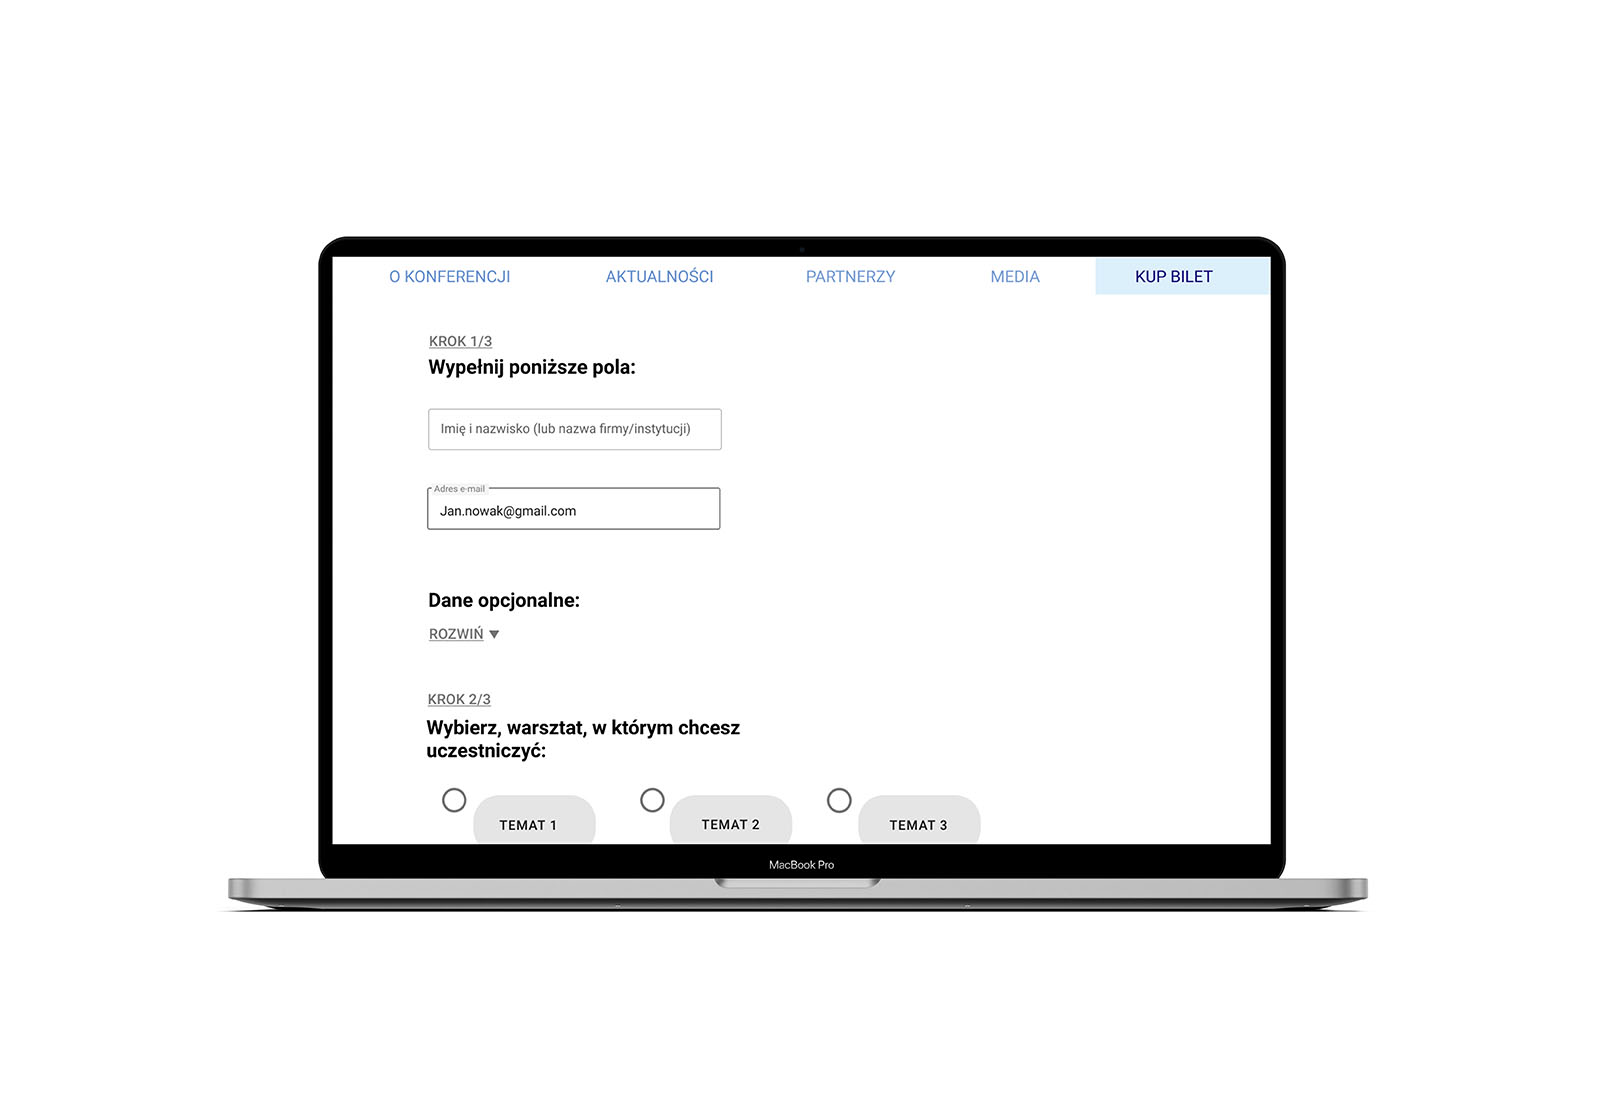 O KONFERENCJI AKTUALNOŚCI PARTNERZY MEDIA KUP BILET
KROK 1/3
Wypełnij poniższe pola:
Imię i nazwisko (lub nazwa firmy/instytucji)
Adres e-mail
Jan.nowak@gmail.com
Dane opcjonalne:
ROZWIŃ
KROK 2/3
Wybierz, warsztat, w którym chcesz
uczestniczyć:
TEMAT 1 TEMAT 2 TEMAT 3
MacBook Pro